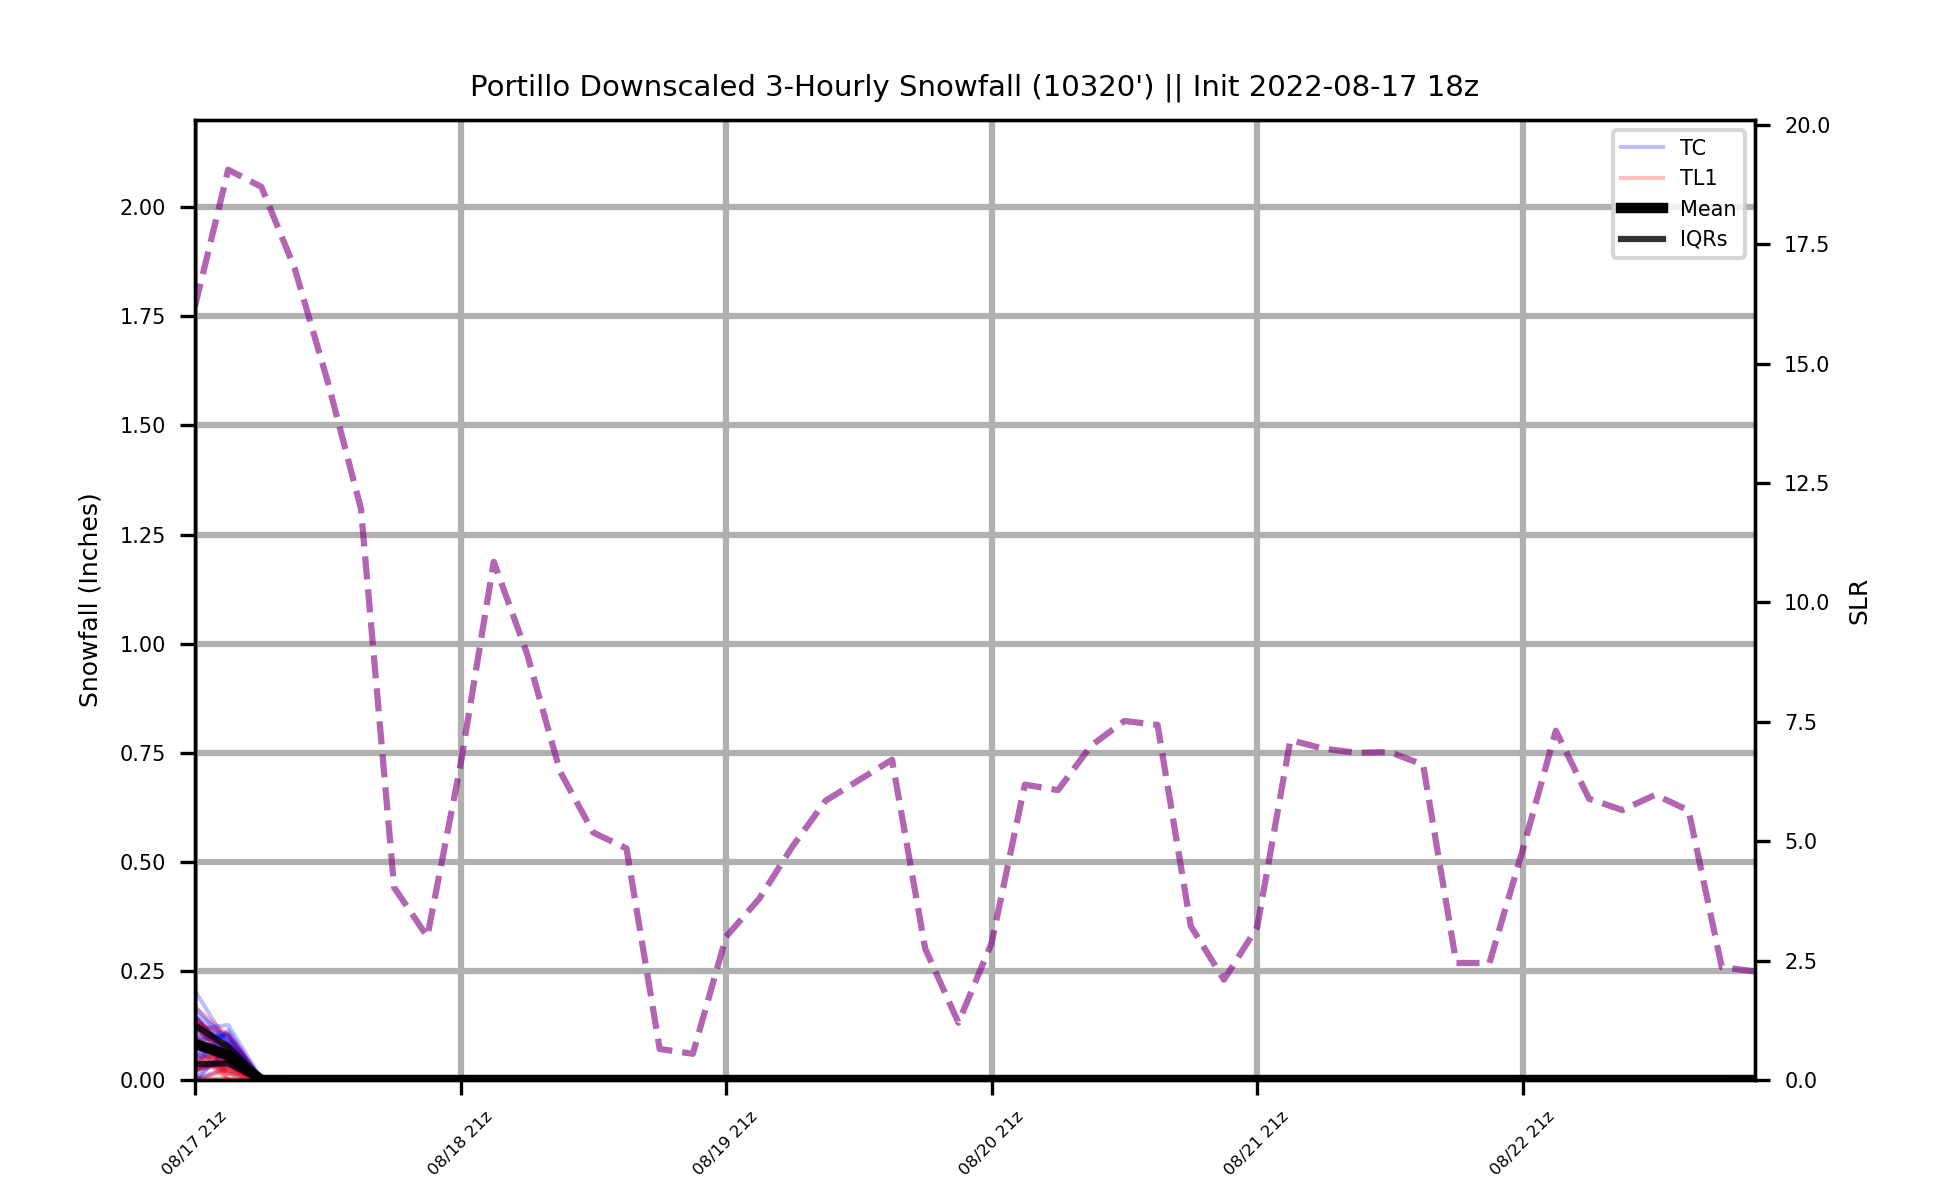 Portillo Downscaled 3-Hourly Snowfall (10320') || Init 2022-08-17 18z
TC
TL1
Mean
IQRs
Snowfall (Inches)
2.00
1.75
1.50
1.25
1.00
0.75
0.50
0.25
0.00
20.0
17.5
15.0
12.5
10.0
7.5
5.0
2.5
0.0
SLR
08/17 21z
08/18 21z
08/19 21z
08/20 21z
08/21 21z
08/22 21z